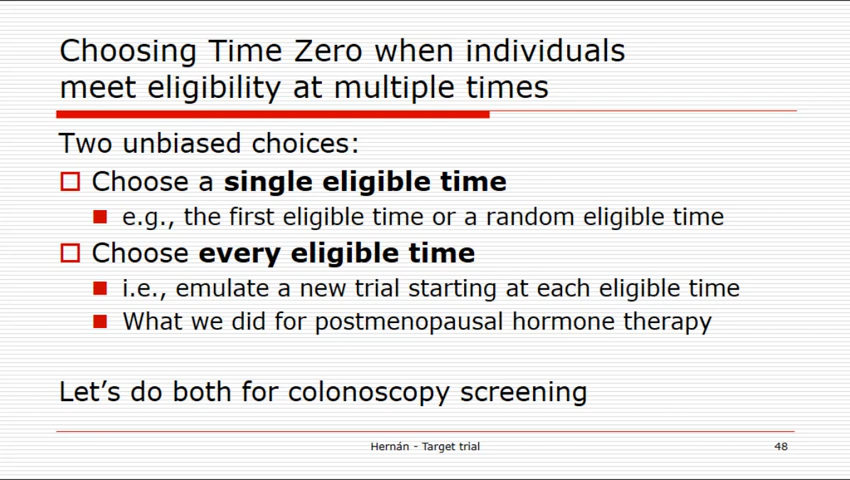 Choosing Time Zero when individuals
meet eligibility at multiple times
Two unbiased choices:
Choose a single eligible time
e.g., the first eligible time or a random eligible time
Choose every eligible time
i.e., emulate a new trial starting at each eligible time
What we did for postmenopausal hormone therapy
Let’s do both for colonoscopy screening
Hernán - Target trial
48